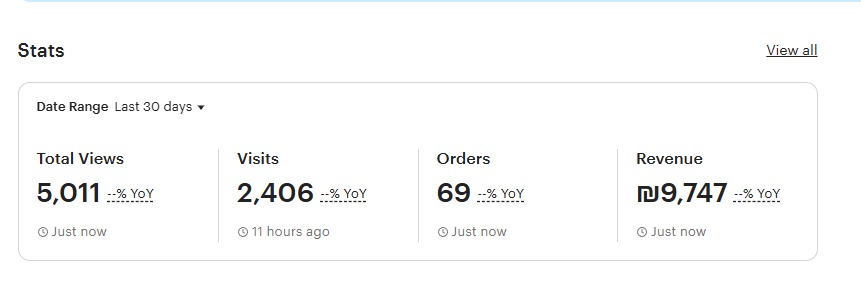 Stats
View all
Date Range Last 30 days
Total Views
5,011 --% YoY
Just now
Visits
2,406 --% YoY
11 hours ago
Orders
69 --% YoY
Just now
Revenue
₪9,747 --% YoY
Just now